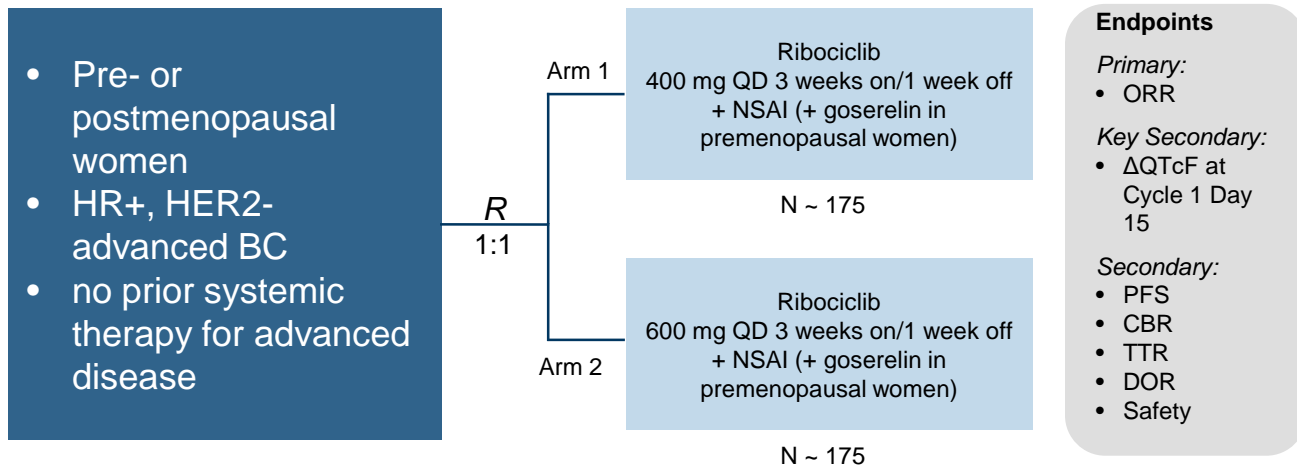 • Pre- or
postmenopausal
women
• HR+, HER2-
advanced BC
• no prior systemic
therapy for advanced
disease
R
1:1
Arm 1
Ribociclib
400 mg QD 3 weeks on/1 week off
+ NSAI (+ goserelin in
premenopausal women)
N ~ 175
Arm 2
Ribociclib
600 mg QD 3 weeks on/1 week off
+ NSAI (+ goserelin in
premenopausal women)
N ~ 175
Endpoints
Primary:
• ORR
Key Secondary:
• ΔQTcF at
Cycle 1 Day
15
Secondary:
• PFS
• CBR
• TTR
• DOR
• Safety